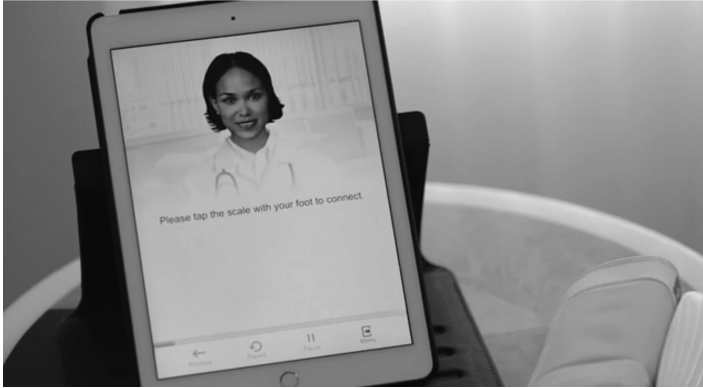 Please tap the scale with your foot to connect.
Previous
Repeat
Pause
Menu